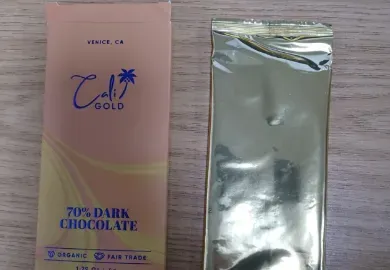 VENICE, CA
Cali
GOLD
70% DARK
CHOCOLATE
ORGANIC FAIR TRADE